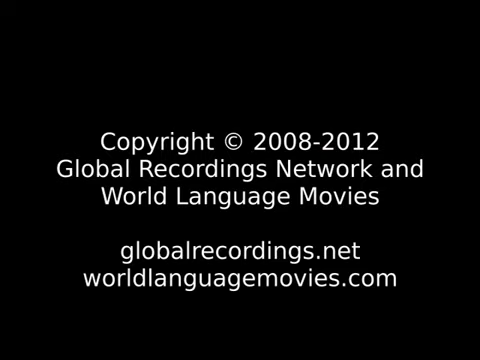 Copyright © 2008-2012
Global Recordings Network and
World Language Movies
globalrecordings.net
worldlanguagemovies.com